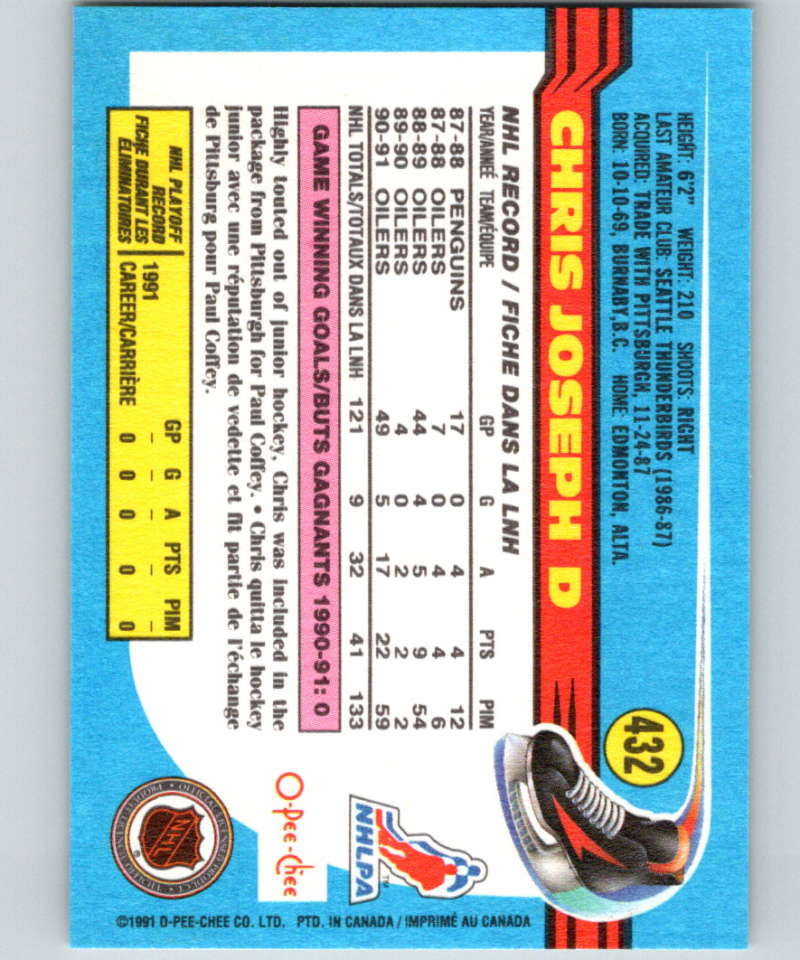 432
HEIGHT: 6'2" WEIGHT: 210 SHOOTS: RIGHT
LAST AMATEUR CLUB: SEATTLE THUNDERBIRDS (1986-87)
ACQUIRED: TRADE WITH PITTSBURGH, 11-24-87
BORN: 10-10-69, BURNABY,B.C. HOME: EDMONTON, ALTA.
CHRIS JOSEPH D
NHL RECORD / FICHE DANS LA LNH
YEAR/ANNÉE TEAM/ÉQUIPE GP G A PTS PIM
87-88 PENGUINS 17 0 4 4 12
87-88 OILERS 7 0 4 4 6
88-89 OILERS 44 4 5 9 54
89-90 OILERS 4 0 2 2 2
90-91 OILERS 49 5 17 22 59
NHL TOTALS/TOTAUX DANS LA LNH 121 9 32 41 133
GAME WINNING GOALS/BUTS GAGNANTS 1990-91: 0
Highly touted out of junior hockey, Chris was included in the
package from Pittsburgh for Paul Coffey. • Chris quitta le hockey
junior avec une réputation de vedette et fit partie de l'échange
de Pittsburg pour Paul Coffey.
NHL PLAYOFF
RECORD
FICHE DURANT LES
ÉLIMINATOIRES
GP G A PTS PIM
1991 – – – – –
CAREER/CARRIÈRE 0 0 0 0 0
NHLPA
TM
O-Pee-Chee
NHL
©1991 O-PEE-CHEE CO. LTD. PTD. IN CANADA / IMPRIMÉ AU CANADA